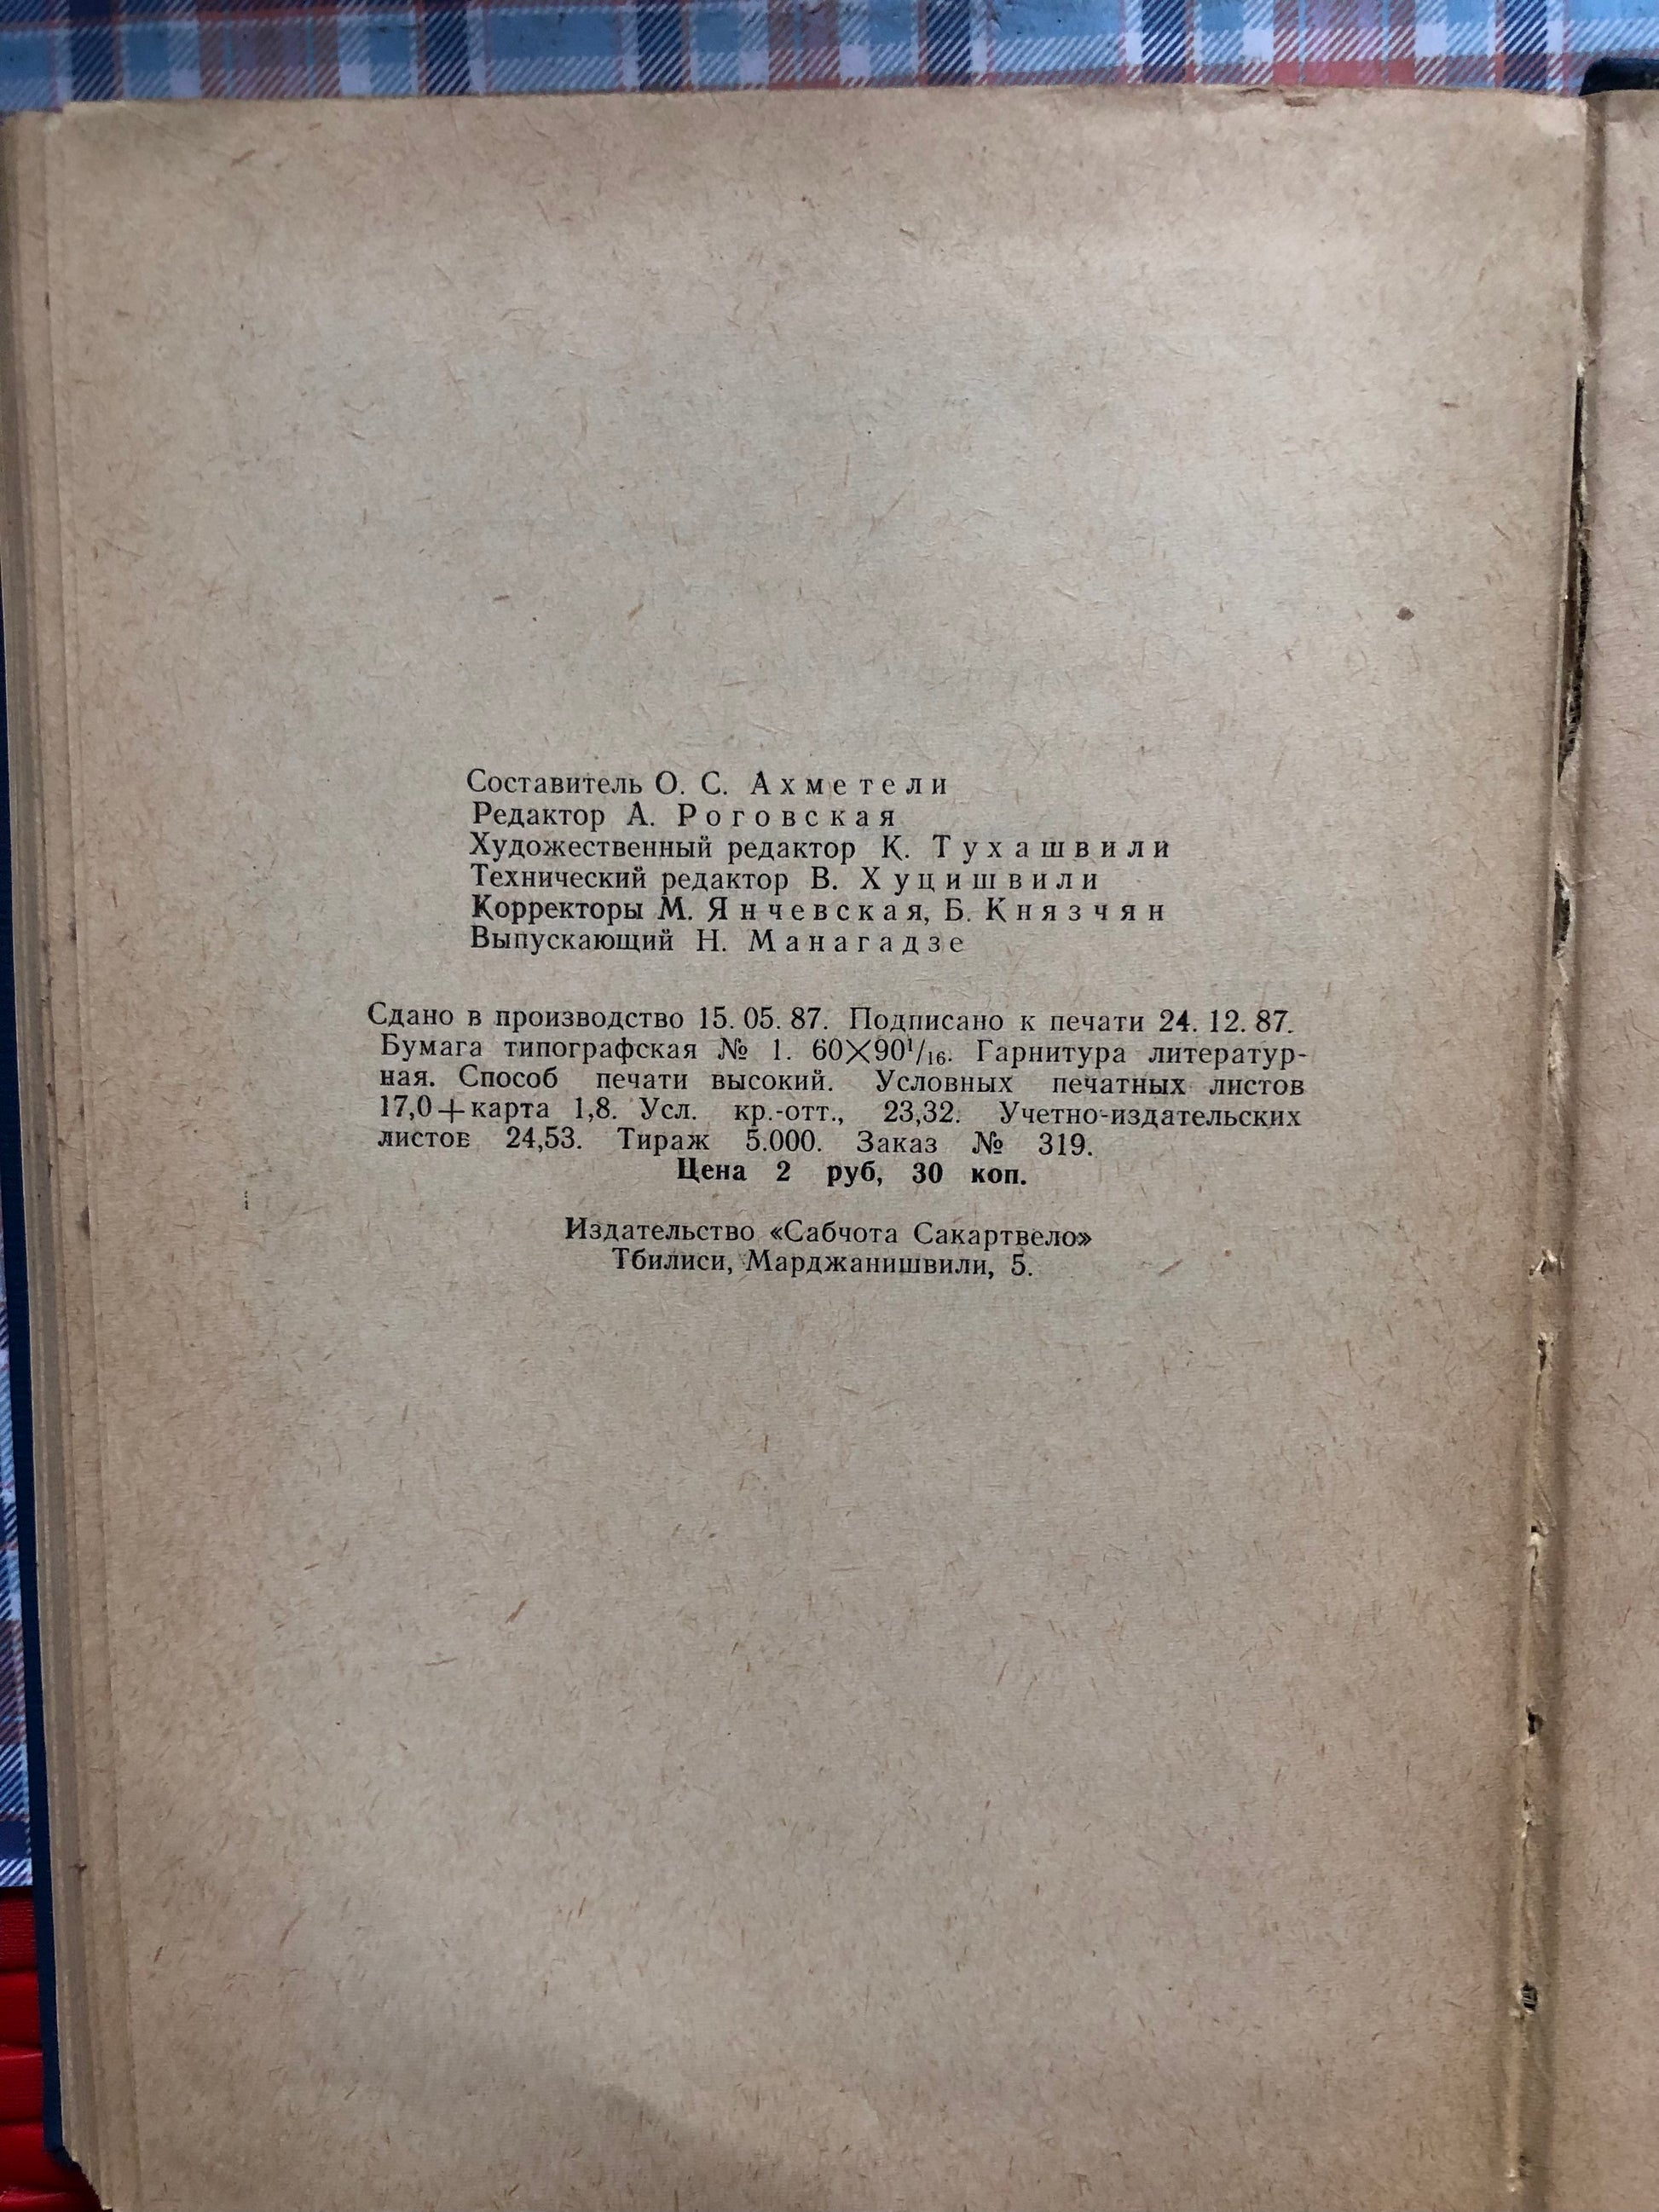 Составитель О. С. Ахметели
Редактор А. Роговская
Художественный редактор К. Тухашвили
Технический редактор В. Хуцишвили
Корректоры М. Янчевская, Б. Князчян
Выпускающий Н. Манагадзе
Сдано в производство 15. 05. 87. Подписано к печати 24. 12. 87.
Бумага типографская № 1. 60×90¹/₁₆. Гарнитура литератур-
ная. Способ печати высокий. Условных печатных листов
17,0+карта 1,8. Усл. кр.-отт., 23,32. Учетно-издательских
листов 24,53. Тираж 5.000. Заказ № 319.
Цена 2 руб, 30 коп.
Издательство «Сабчота Сакартвело»
Тбилиси, Марджанишвили, 5.